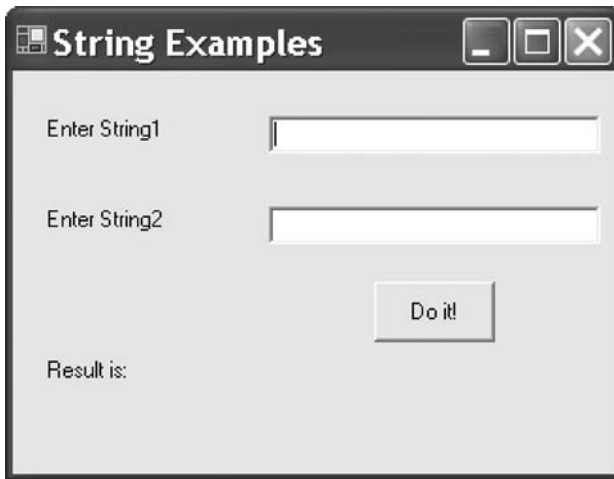 String Examples
Enter String1
Enter String2
Do it!
Result is: